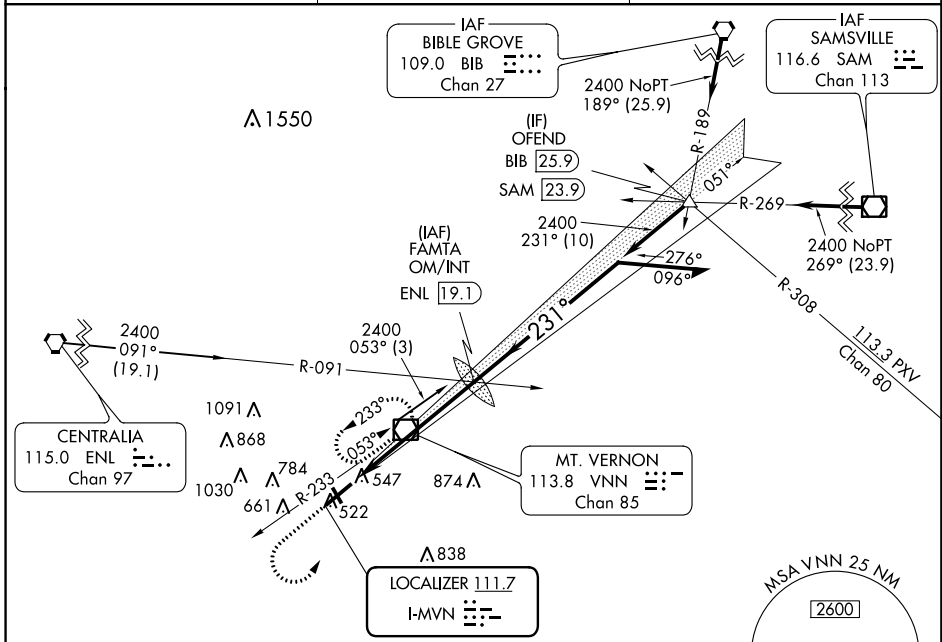 IAF
BIBLE GROVE
109.0 BIB
Chan 27
IAF
SAMSVILLE
116.6 SAM
Chan 113
2400 NoPT
189° (25.9)
R-189
1550
(IF)
OFEND
BIB 25.9
SAM 23.9
051°
R-269
2400 NoPT
269° (23.9)
2400
231° (10)
276°
096°
231°
R-308
113.3 PXV
Chan 80
(IAF)
FAMTA
OM/INT
ENL 19.1
2400
091°
(19.1)
R-091
2400
053° (3)
233°
053°
CENTRALIA
115.0 ENL
Chan 97
1091
868
1030
784
661
R-233
547
522
874
838
MT. VERNON
113.8 VNN
Chan 85
LOCALIZER 111.7
I-MVN
MSA VNN 25 NM
2600